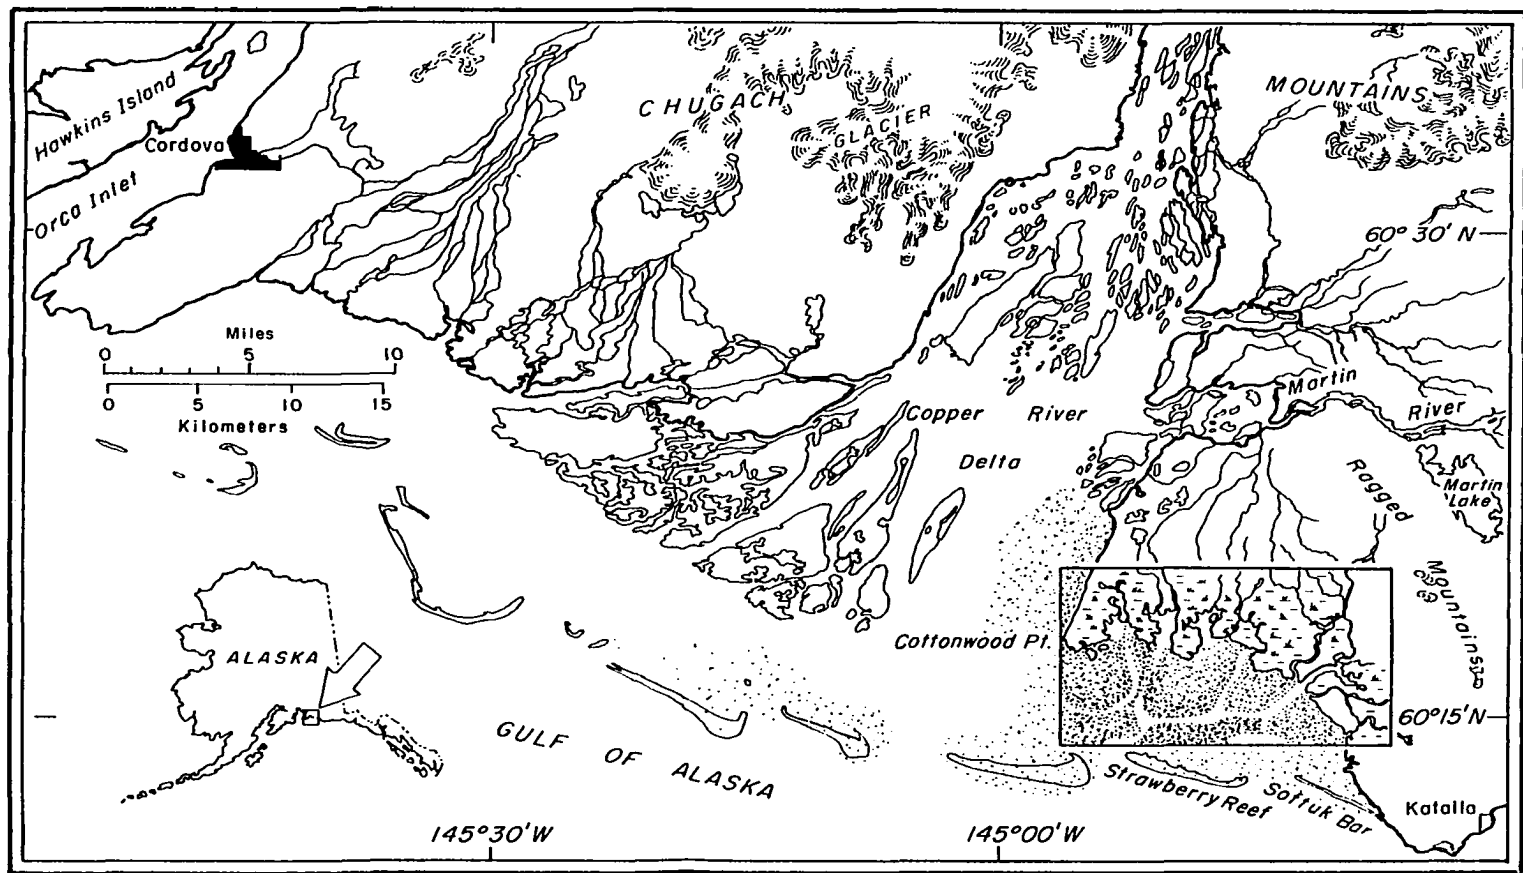 Hawkins Island
Cordova
Orca Inlet
CHUGACH
GLACIER
MOUNTAINS
60° 30' N
Miles
0 5 10
0 5 10 15
Kilometers
Martin
River
Copper River
Delta
Ragged
Mountains
Martin
Lake
Cottonwood Pt.
ALASKA
GULF OF ALASKA
60° 15' N
Strawberry Reef
Softuk Bar
Katalla
145° 30' W
145° 00' W